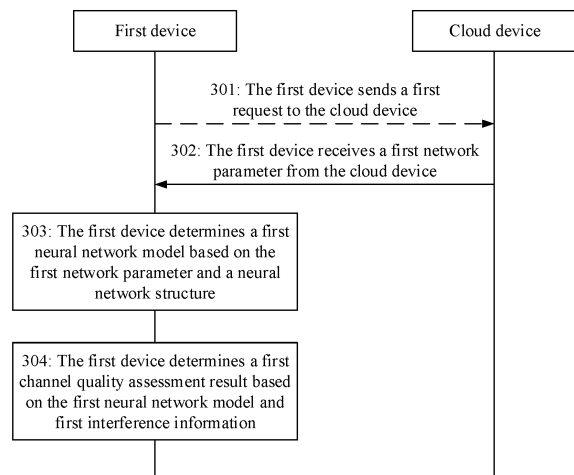 First device
Cloud device
301: The first device sends a first
request to the cloud device
302: The first device receives a first network
parameter from the cloud device
303: The first device determines a first
neural network model based on the
first network parameter and a neural
network structure
304: The first device determines a first
channel quality assessment result based
on the first neural network model and
first interference information